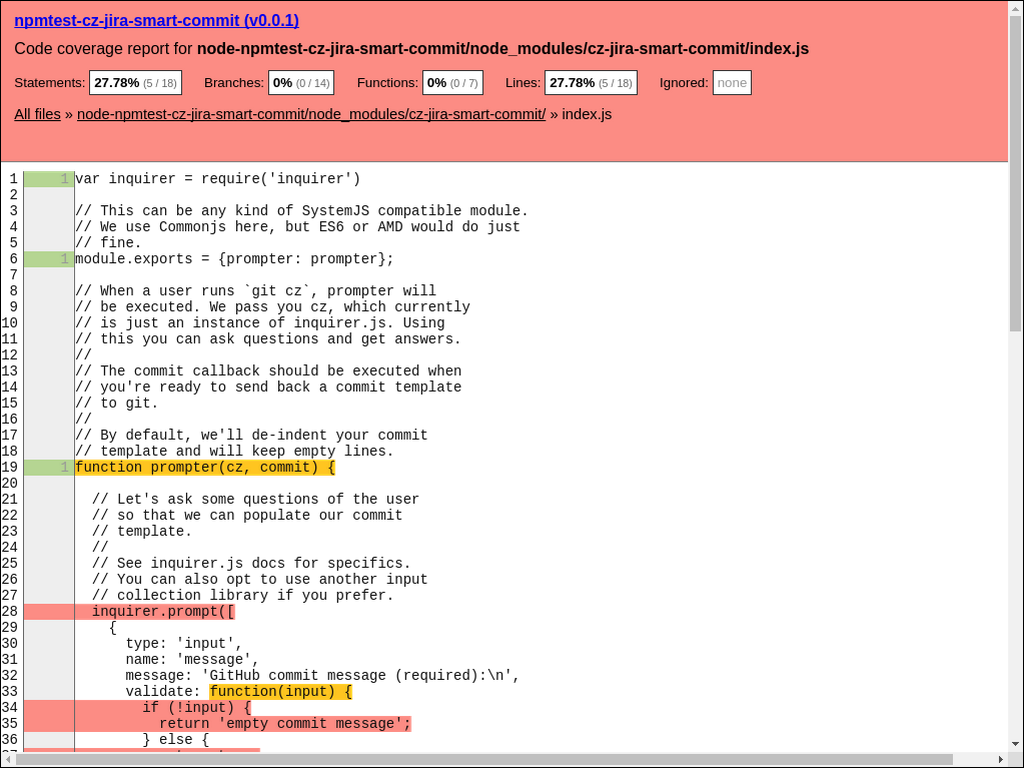 npmtest-cz-jira-smart-commit (v0.0.1)
Code coverage report for node-npmtest-cz-jira-smart-commit/node_modules/cz-jira-smart-commit/index.js
Statements: 27.78% (5 / 18) Branches: 0% (0 / 14) Functions: 0% (0 / 7) Lines: 27.78% (5 / 18) Ignored: none
All files » node-npmtest-cz-jira-smart-commit/node_modules/cz-jira-smart-commit/ » index.js
1 1 var inquirer = require('inquirer')
2
3 // This can be any kind of SystemJS compatible module.
4 // We use Commonjs here, but ES6 or AMD would do just
5 // fine.
6 1 module.exports = {prompter: prompter};
7
8 // When a user runs `git cz`, prompter will
9 // be executed. We pass you cz, which currently
10 // is just an instance of inquirer.js. Using
11 // this you can ask questions and get answers.
12 //
13 // The commit callback should be executed when
14 // you're ready to send back a commit template
15 // to git.
16 //
17 // By default, we'll de-indent your commit
18 // template and will keep empty lines.
19 1 function prompter(cz, commit) {
20
21 // Let's ask some questions of the user
22 // so that we can populate our commit
23 // template.
24 //
25 // See inquirer.js docs for specifics.
26 // You can also opt to use another input
27 // collection library if you prefer.
28 inquirer.prompt([
29 {
30 type: 'input',
31 name: 'message',
32 message: 'GitHub commit message (required):\n',
33 validate: function(input) {
34 if (!input) {
35 return 'empty commit message';
36 } else {